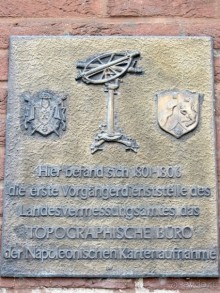 Hier befand sich 1801-1808
die erste Vorgängerdienststelle des
Landesvermessungsamtes das
TOPOGRAPHISCHE BÜRO
der Napoleonischen Kartenaufnahme